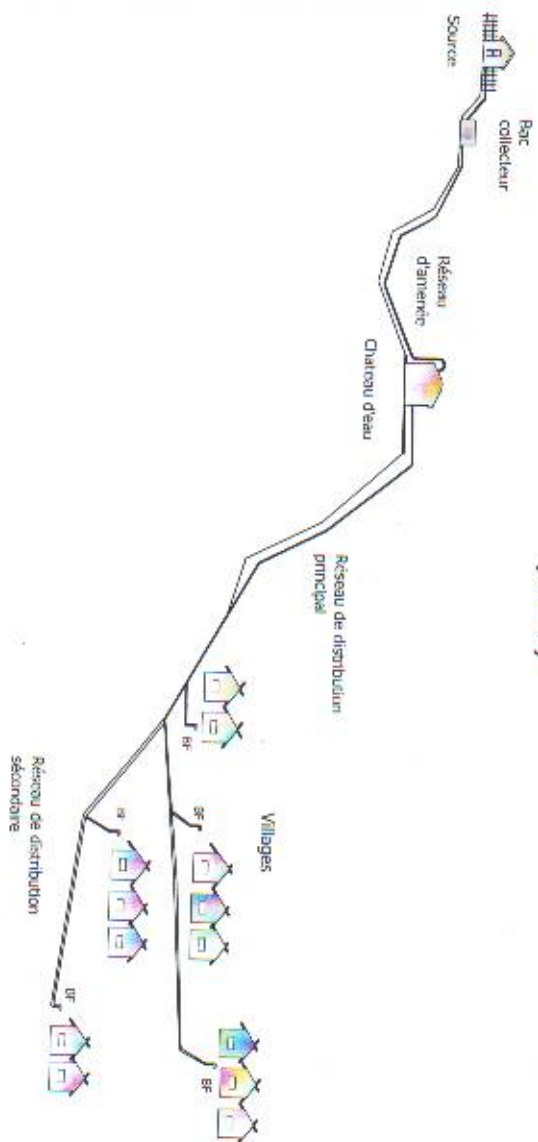 Source
Bac
collecteur
Réseau
d'amenée
Chateau d'eau
Réseau de distribution
principal
BF
Villages
BF
BF
BF
BF
Réseau de distribution
sécondaire